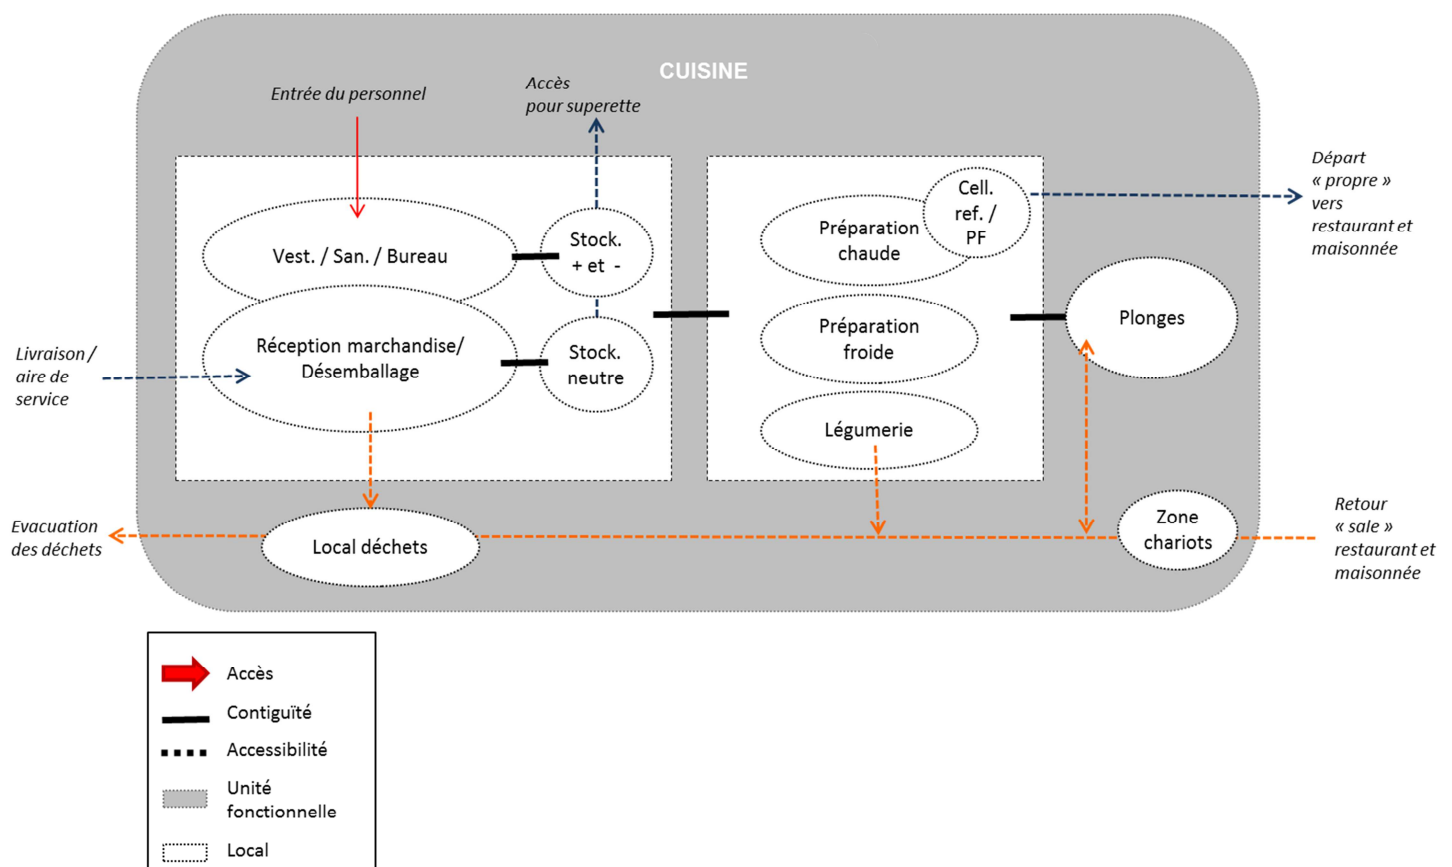 CUISINE
Entrée du personnel
Accès
pour superette
Départ
« propre »
vers
restaurant et
maisonnée
Cell.
ref. /
PF
Préparation
chaude
Vest. / San. / Bureau
Stock.
+ et -
Plonges
Préparation
froide
Réception marchandise/
Désemballage
Stock.
neutre
Livraison /
aire de
service
Légumerie
Evacuation
des déchets
Local déchets
Zone
chariots
Retour
« sale »
restaurant et
maisonnée
Accès
Contiguïté
Accessibilité
Unité
fonctionnelle
Local